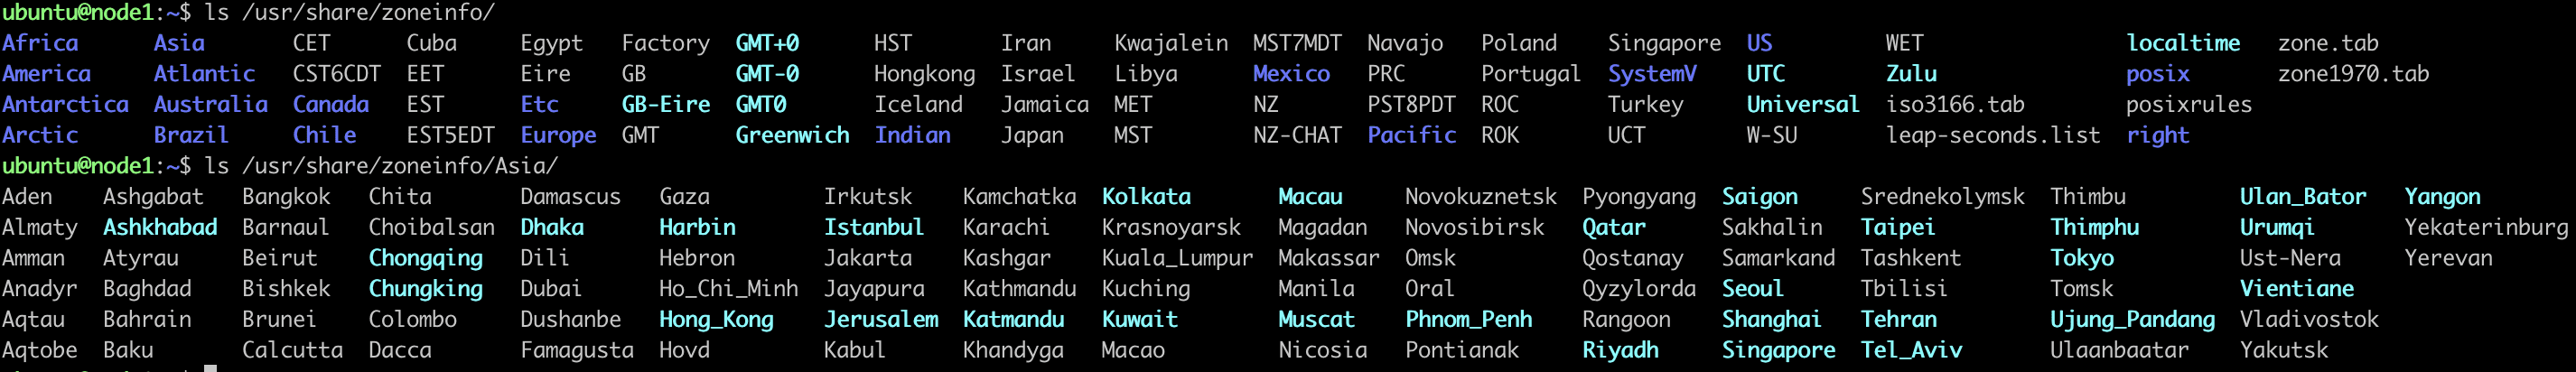 ubuntu@node1:~$ ls /usr/share/zoneinfo/
Africa Asia CET Cuba Egypt Factory GMT+0 HST Iran Kwajalein MST7MDT Navajo Poland Singapore US WET localtime zone.tab
America Atlantic CST6CDT EET Eire GB GMT-0 Hongkong Israel Libya Mexico PRC Portugal SystemV UTC Zulu posix zone1970.tab
Antarctica Australia Canada EST Etc GB-Eire GMT0 Iceland Jamaica MET NZ PST8PDT ROC Turkey Universal iso3166.tab posixrules
Arctic Brazil Chile EST5EDT Europe GMT Greenwich Indian Japan MST NZ-CHAT Pacific ROK UCT W-SU leap-seconds.list right
ubuntu@node1:~$ ls /usr/share/zoneinfo/Asia/
Aden Ashgabat Bangkok Chita Damascus Gaza Irkutsk Kamchatka Kolkata Macau Novokuznetsk Pyongyang Saigon Srednekolymsk Thimbu Ulan_Bator Yangon
Almaty Ashkhabad Barnaul Choibalsan Dhaka Harbin Istanbul Karachi Krasnoyarsk Magadan Novosibirsk Qatar Sakhalin Taipei Thimphu Urumqi Yekaterinburg
Amman Atyrau Beirut Chongqing Dili Hebron Jakarta Kashgar Kuala_Lumpur Makassar Omsk Qostanay Samarkand Tashkent Tokyo Ust-Nera Yerevan
Anadyr Baghdad Bishkek Chungking Dubai Ho_Chi_Minh Jayapura Kathmandu Kuching Manila Oral Qyzylorda Seoul Tbilisi Tomsk Vientiane
Aqtau Bahrain Brunei Colombo Dushanbe Hong_Kong Jerusalem Katmandu Kuwait Muscat Phnom_Penh Rangoon Shanghai Tehran Ujung_Pandang Vladivostok
Aqtobe Baku Calcutta Dacca Famagusta Hovd Kabul Khandyga Macao Nicosia Pontianak Riyadh Singapore Tel_Aviv Ulaanbaatar Yakutsk